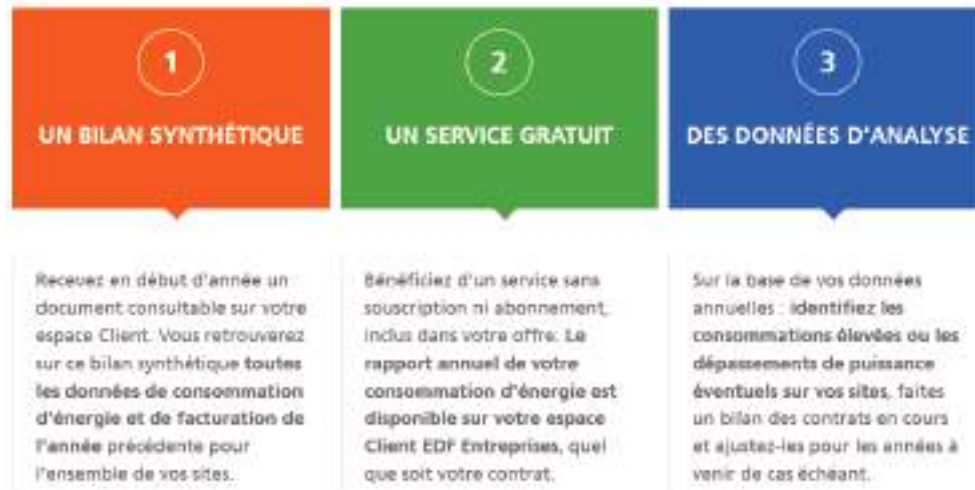 1
UN BILAN SYNTHÉTIQUE
Recevez en début d'année un
document consultable sur votre
espace Client. Vous retrouverez
sur ce bilan synthétique toutes
les données de consommation
d'énergie et de facturation de
l'année précédente pour
l'ensemble de vos sites.
2
UN SERVICE GRATUIT
Bénéficiez d'un service sans
souscription ni abonnement,
inclus dans votre offre. Le
rapport annuel de votre
consommation d'énergie est
disponible sur votre espace
Client EDF Entreprises, quel
que soit votre contrat.
3
DES DONNÉES D'ANALYSE
Sur la base de vos données
annuelles : identifiez les
consommations élevées ou les
dépassements de puissance
éventuels sur vos sites, faites
un bilan des contrats en cours
et ajustez-les pour les années à
venir de cas échéant.